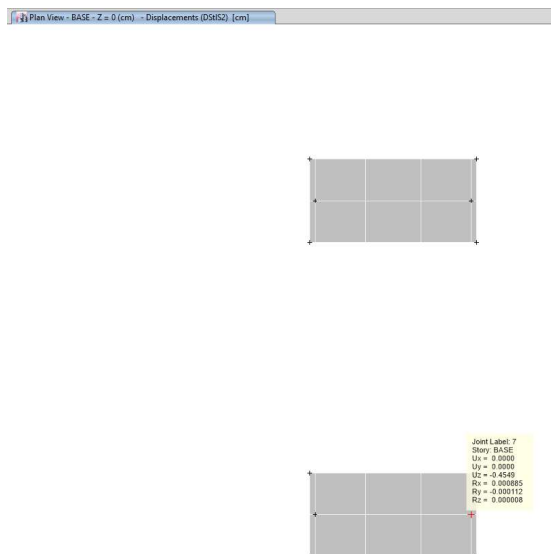 Plan View - BASE - Z = 0 (cm) - Displacements (DStlS2) [cm]
Joint Label: 7
Story: BASE
Ux = 0.0000
Uy = 0.0000
Uz = -0.4549
Rx = 0.000885
Ry = -0.000112
Rz = 0.000008